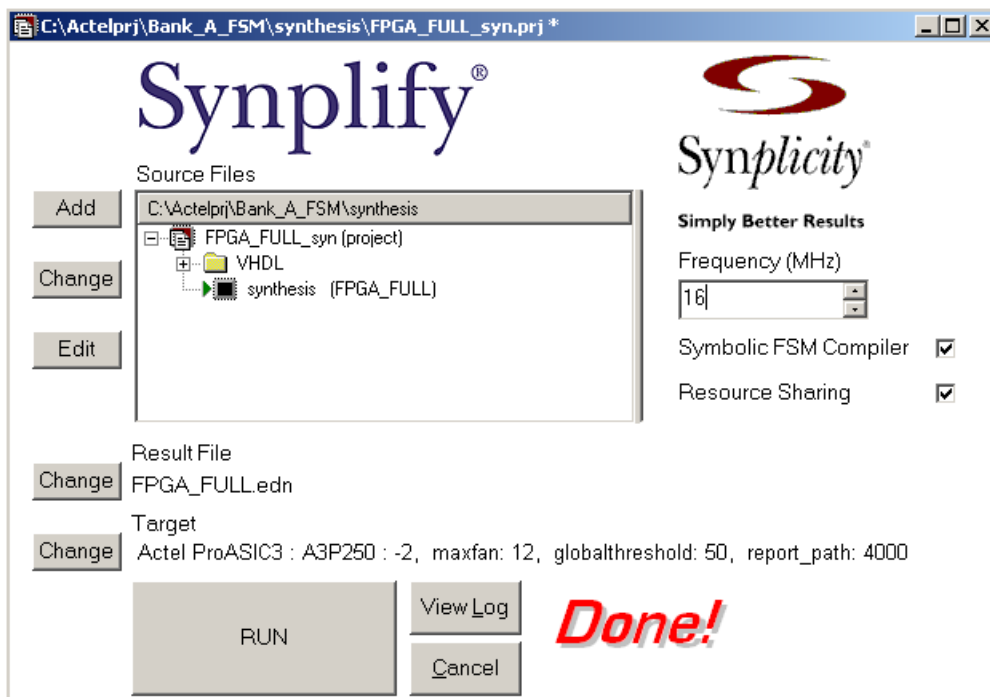 C:\Actelprj\Bank_A_FSM\synthesis\FPGA_FULL_syn.prj *
Synplify®
Synplicity®
Simply Better Results
Source Files
Add
Change
Edit
C:\Actelprj\Bank_A_FSM\synthesis
FPGA_FULL_syn (project)
VHDL
synthesis (FPGA_FULL)
Frequency (MHz)
16
Symbolic FSM Compiler
Resource Sharing
Result File
Change
FPGA_FULL.edn
Target
Change
Actel ProASIC3 : A3P250 : -2, maxfan: 12, globalthreshold: 50, report_path: 4000
RUN
View Log
Cancel
Done!